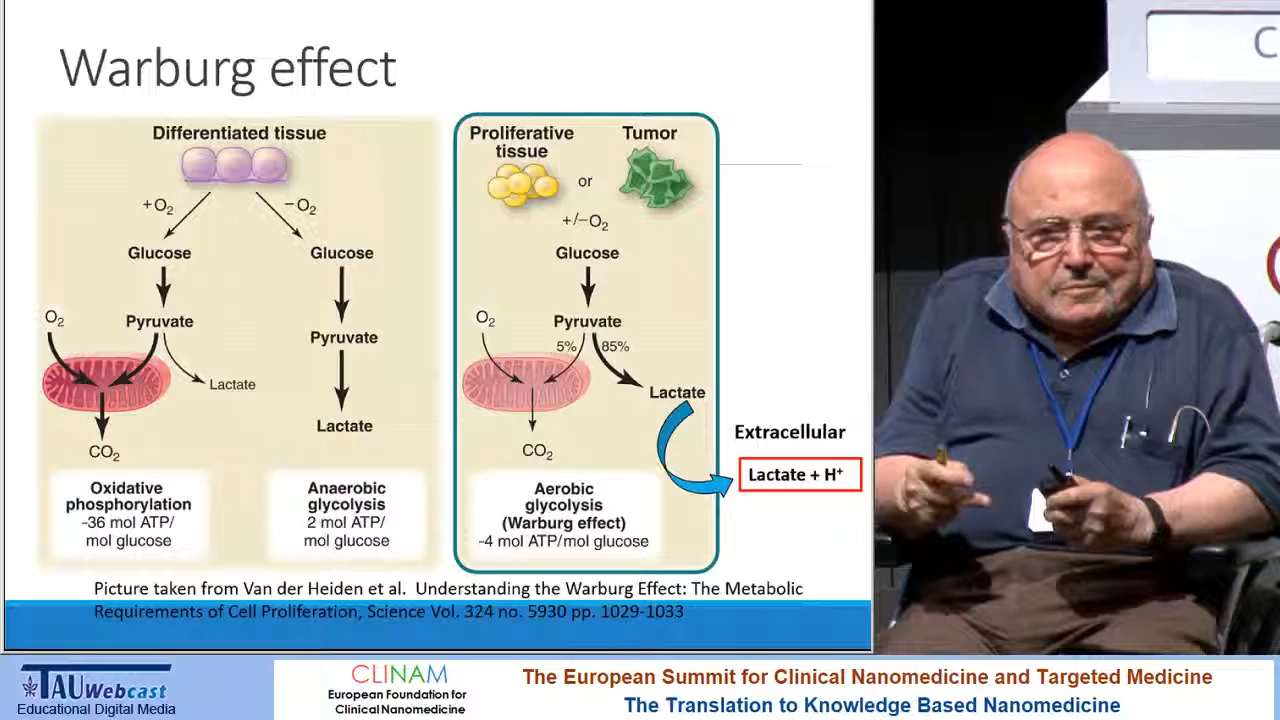 Warburg effect
Differentiated tissue
+O₂
−O₂
Glucose
Glucose
O₂
Pyruvate
Pyruvate
Lactate
Lactate
CO₂
Oxidative
phosphorylation
~36 mol ATP/
mol glucose
Anaerobic
glycolysis
2 mol ATP/
mol glucose
Proliferative
tissue
or
Tumor
+/−O₂
Glucose
O₂
Pyruvate
5%
85%
Lactate
CO₂
Aerobic
glycolysis
(Warburg effect)
~4 mol ATP/mol glucose
Extracellular
Lactate + H⁺
Picture taken from Van der Heiden et al. Understanding the Warburg Effect: The Metabolic
Requirements of Cell Proliferation, Science Vol. 324 no. 5930 pp. 1029-1033
C
TAUWebcast
Educational Digital Media
CLINAM
European Foundation for
Clinical Nanomedicine
The European Summit for Clinical Nanomedicine and Targeted Medicine
The Translation to Knowledge Based Nanomedicine